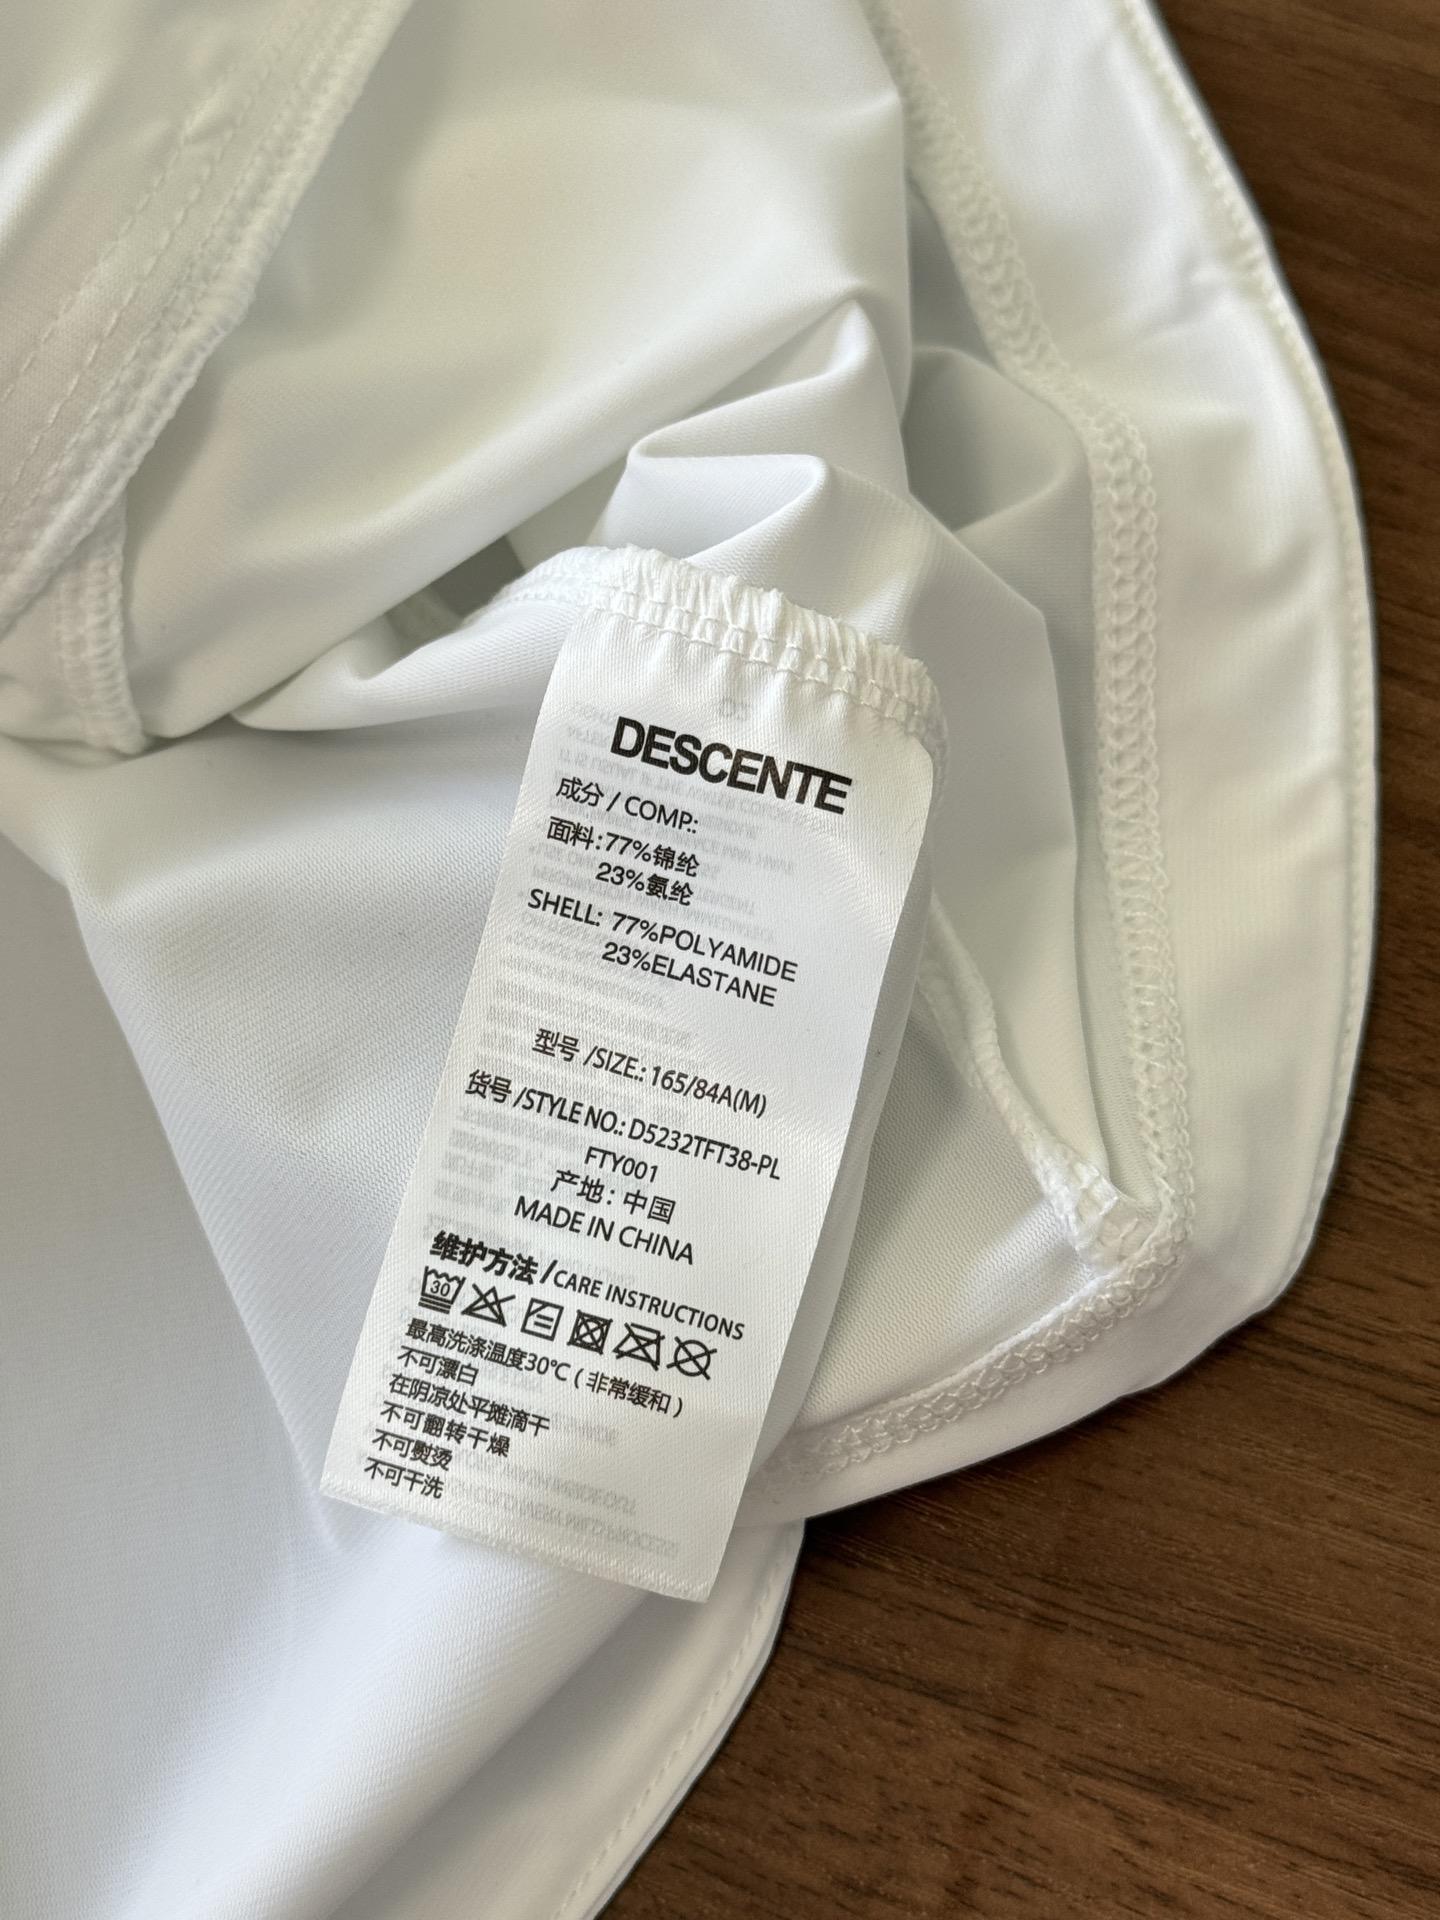 DESCENTE
成分 / COMP.:
面料:77%锦纶
23%氨纶
SHELL: 77%POLYAMIDE
23%ELASTANE
型号 /SIZE.: 165/84A(M)
货号 /STYLE NO.: D5232TFT38-PL
FTY001
产地: 中国
MADE IN CHINA
维护方法 /CARE INSTRUCTIONS
30
最高洗涤温度30℃ ( 非常缓和 )
不可漂白
在阴凉处平摊滴干
不可翻转干燥
不可熨烫
不可干洗